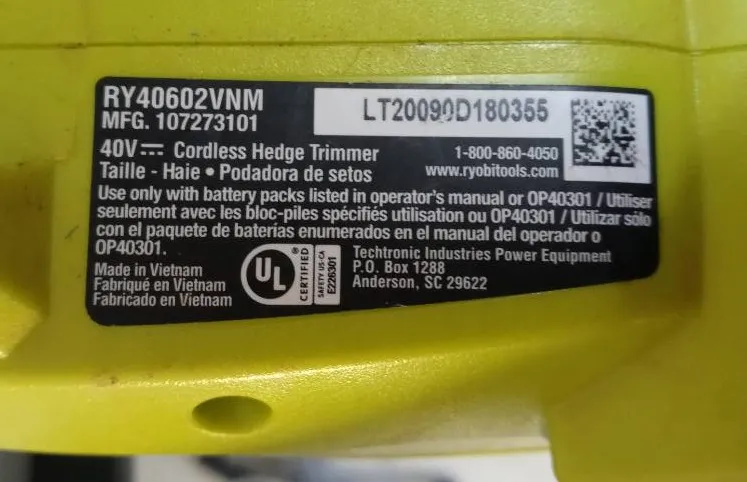 RY40602VNM
MFG. 107273101
LT20090D180355
40V⎓ Cordless Hedge Trimmer
Taille - Haie • Podadora de setos
1-800-860-4050
www.ryobitools.com
Use only with battery packs listed in operator's manual or OP40301 / Utiliser
seulement avec les bloc-piles spécifiés utilisation ou OP40301 / Utilizar sólo
con el paquete de baterías enumerados en el manual del operador o
OP40301.
Made in Vietnam
Fabriqué en Vietnam
Fabricado en Vietnam
UL
CERTIFIED
SAFETY US-CA
E226301
Techtronic Industries Power Equipment
P.O. Box 1288
Anderson, SC 29622